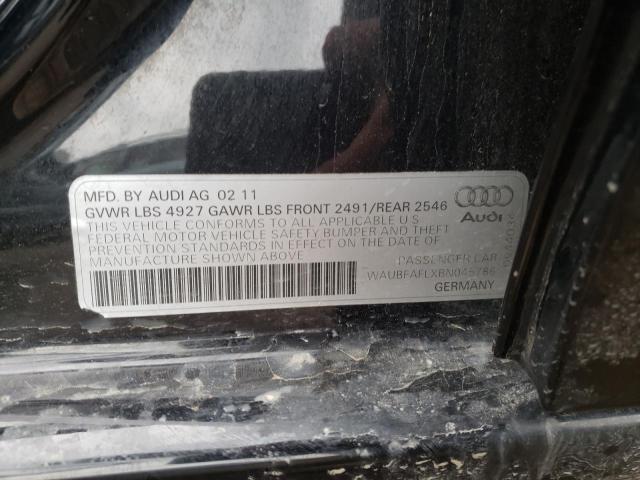 MFD. BY AUDI AG 02 11
GVWR LBS 4927 GAWR LBS FRONT 2491/REAR 2546
THIS VEHICLE CONFORMS TO ALL APPLICABLE U S
FEDERAL MOTOR VEHICLE SAFETY BUMPER AND THEFT
PREVENTION STANDARDS IN EFFECT ON THE DATE OF
MANUFACTURE SHOWN ABOVE
Audi
PASSENGER CAR
WAUBFAFLXBN045786
GERMANY